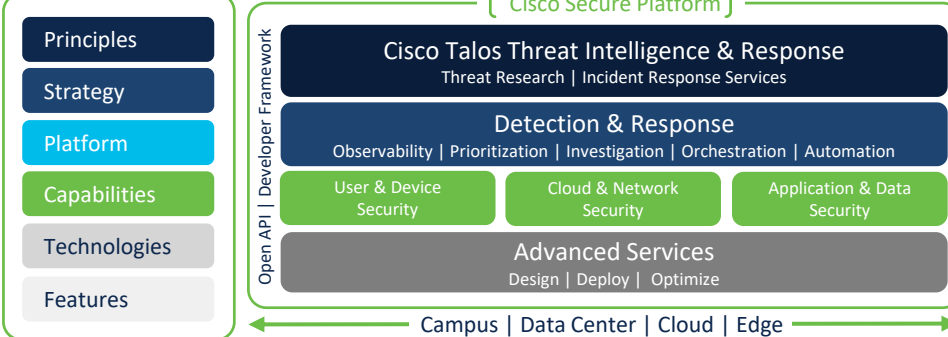 Principles
Strategy
Platform
Capabilities
Technologies
Features
Cisco Secure Platform
Open API | Developer Framework
Cisco Talos Threat Intelligence & Response
Threat Research | Incident Response Services
Detection & Response
Observability | Prioritization | Investigation | Orchestration | Automation
User & Device
Security
Cloud & Network
Security
Application & Data
Security
Advanced Services
Design | Deploy | Optimize
Campus | Data Center | Cloud | Edge